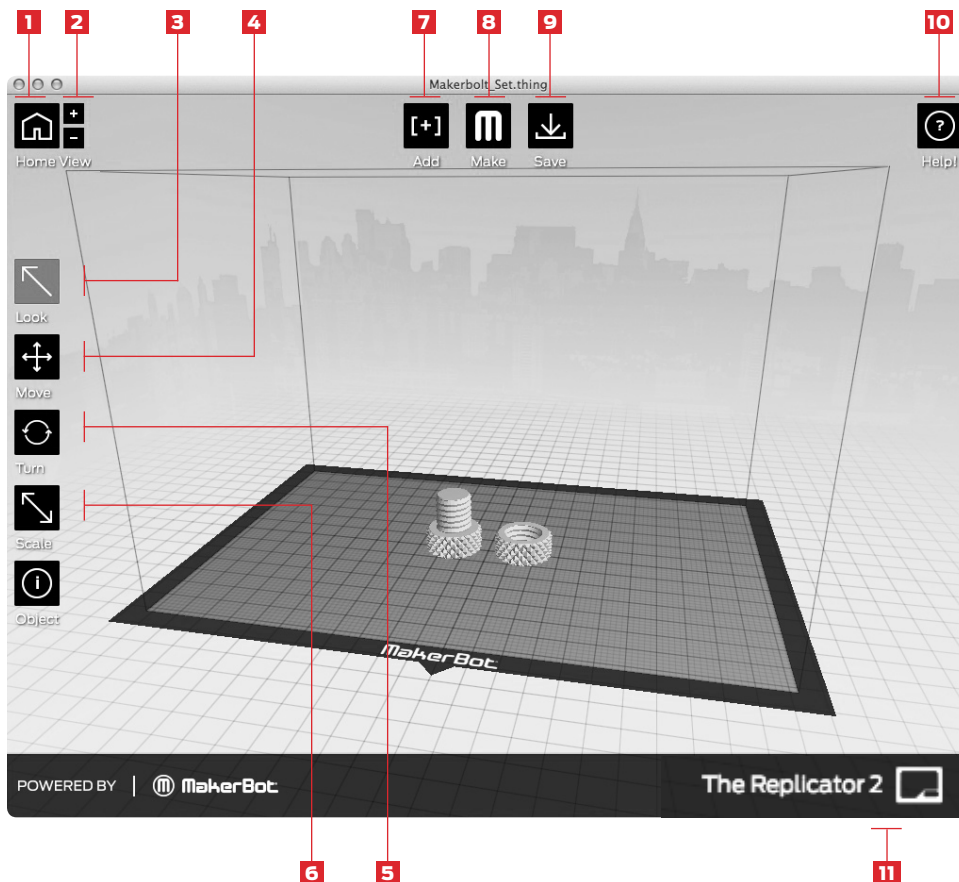 1 2 3 4 7 8 9 10
Makerbolt_Set.thing
+
[+] M ?
−
Home View Add Make Save Help!
Look
Move
Turn
Scale
i
Object
MakerBot
POWERED BY | M MakerBot The Replicator 2
6 5 11